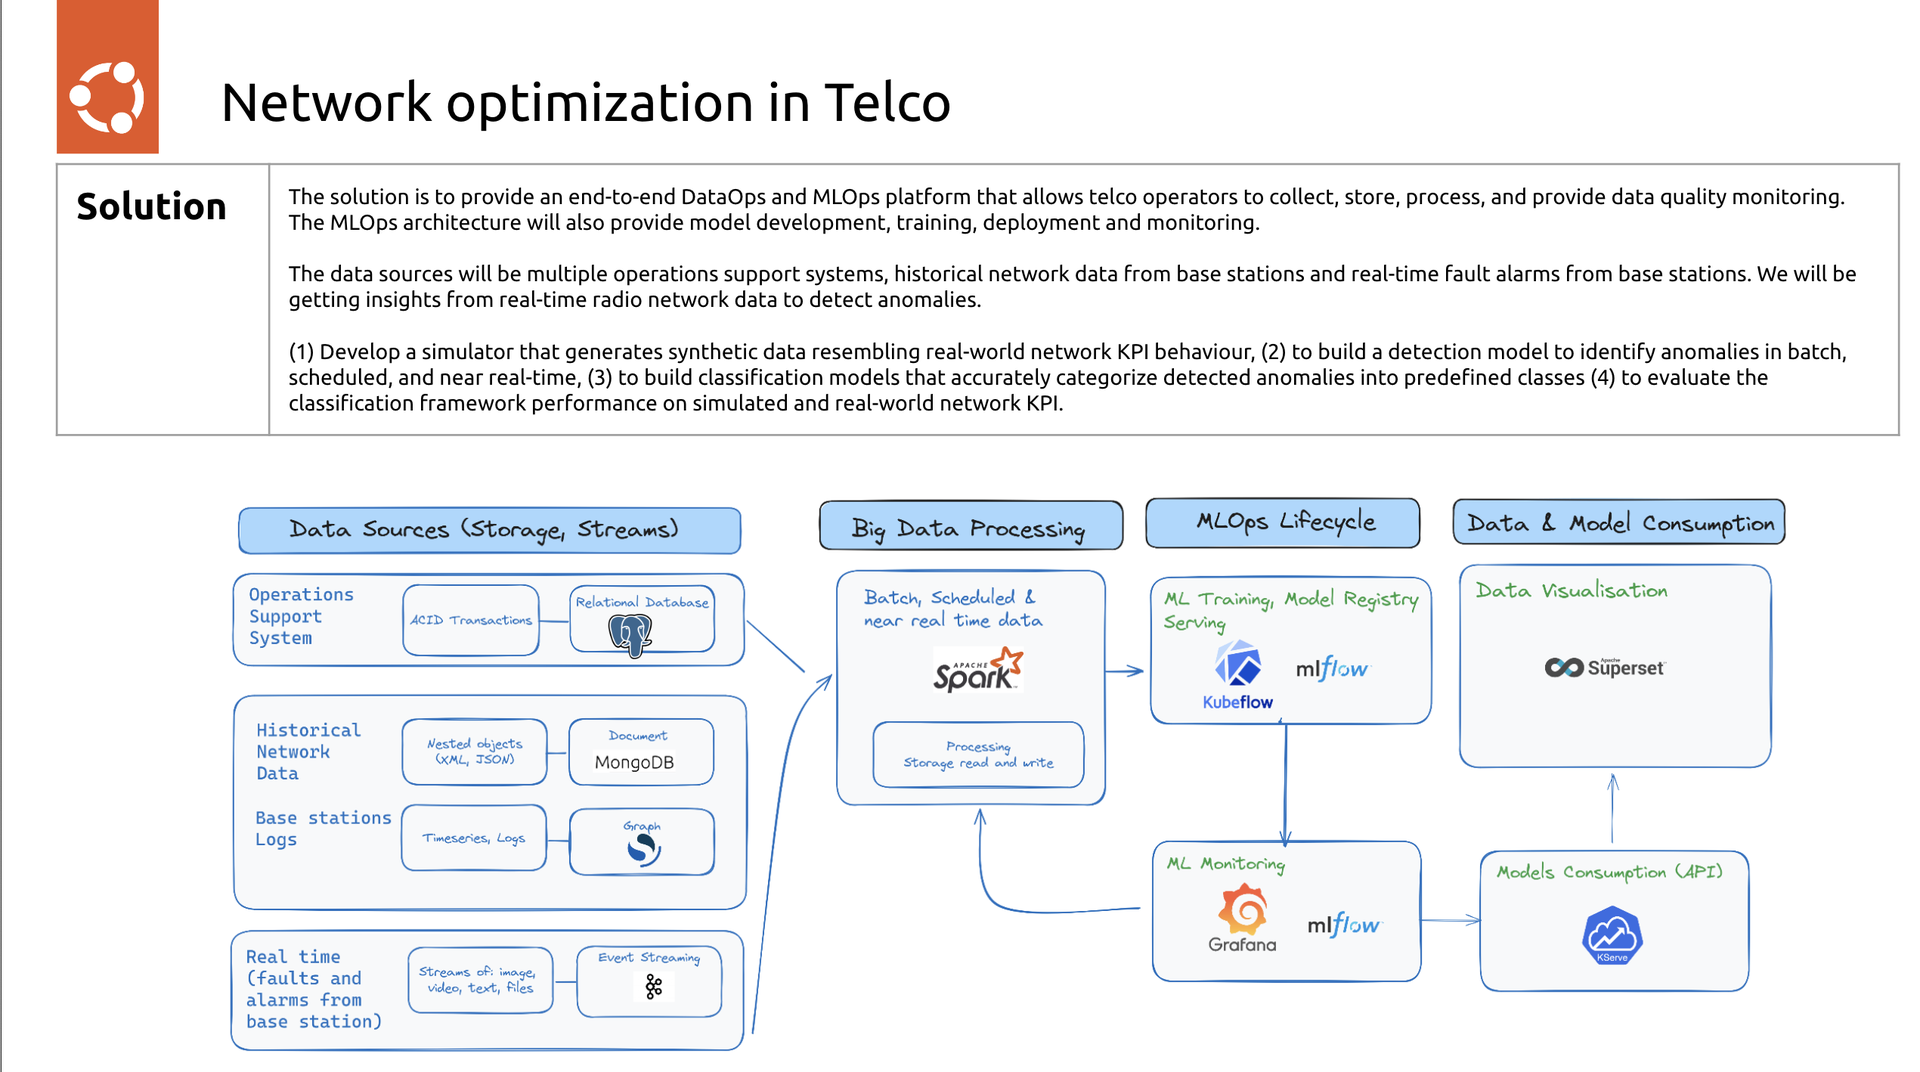 Network optimization in Telco
Solution
The solution is to provide an end-to-end DataOps and MLOps platform that allows telco operators to collect, store, process, and provide data quality monitoring.
The MLOps architecture will also provide model development, training, deployment and monitoring.
The data sources will be multiple operations support systems, historical network data from base stations and real-time fault alarms from base stations. We will be
getting insights from real-time radio network data to detect anomalies.
(1) Develop a simulator that generates synthetic data resembling real-world network KPI behaviour, (2) to build a detection model to identify anomalies in batch,
scheduled, and near real-time, (3) to build classification models that accurately categorize detected anomalies into predefined classes (4) to evaluate the
classification framework performance on simulated and real-world network KPI.
Data Sources (Storage, Streams)
Operations
Support
System
ACID Transactions
Relational Database
Historical
Network
Data
Nested objects
(XML, JSON)
Document
MongoDB
Base stations
Logs
Timeseries, Logs
Graph
Real time
(faults and
alarms from
base station)
Streams of: image,
video, text, files
Event Streaming
Big Data Processing
Batch, Scheduled &
near real time data
APACHE
Spark
Processing
Storage read and write
MLOps Lifecycle
ML Training, Model Registry
Serving
Kubeflow
mlflow
ML Monitoring
Grafana
mlflow
Data & Model Consumption
Data Visualisation
Apache
Superset
Models Consumption (API)
KServe